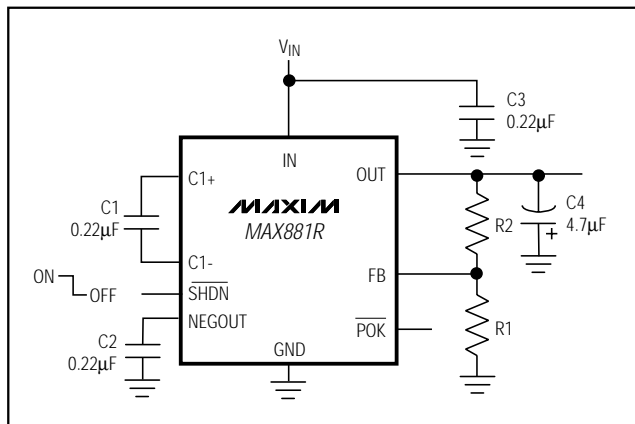 VIN
C3
0.22µF
IN
OUT
C1+
C1
0.22µF
MAXIM
MAX881R
R2
C4
4.7µF
+
C1-
ON
OFF
SHDN
FB
NEGOUT
POK
R1
C2
0.22µF
GND